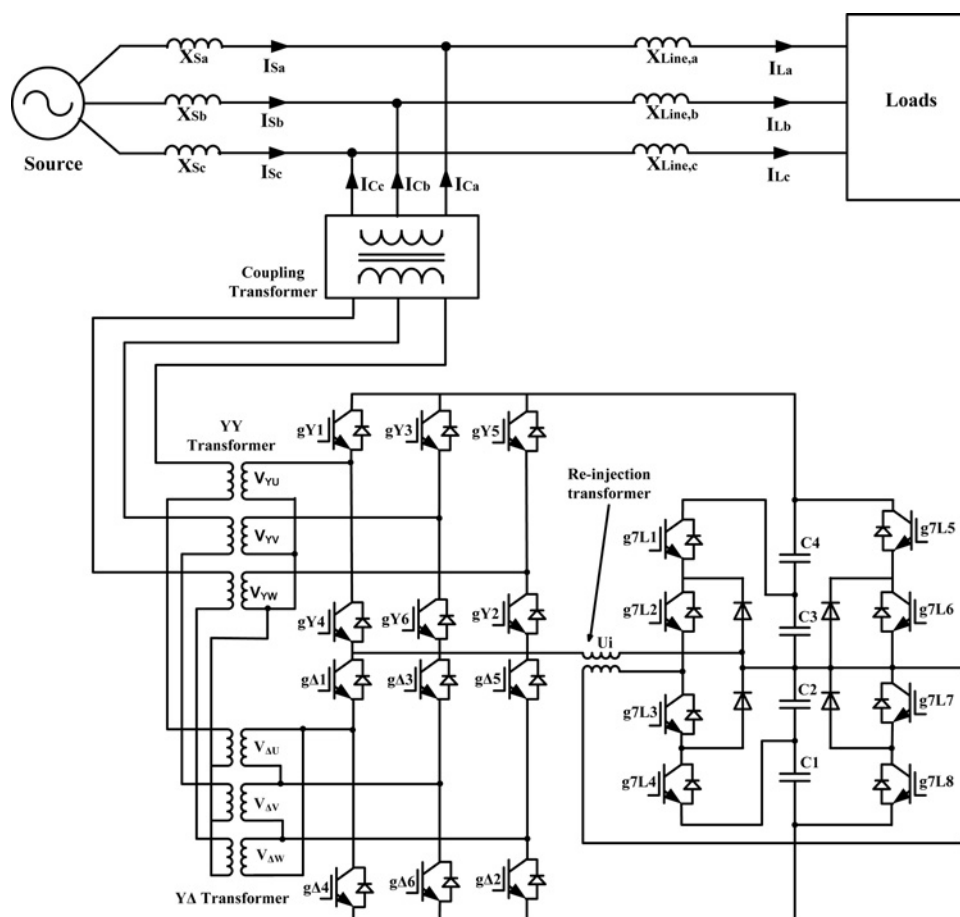 XSa
ISa
XLine,a
ILa
XSb
ISb
XLine,b
ILb
Loads
Source
XSc
ISc
XLine,c
ILc
ICc
ICb
ICa
Coupling
Transformer
YY
Transformer
gY1
gY3
gY5
VYU
VYV
VYW
Re-injection
transformer
g7L1
C4
g7L5
gY4
gY6
gY2
g7L2
C3
g7L6
Ui
gΔ1
gΔ3
gΔ5
C2
g7L3
g7L7
VΔU
g7L4
C1
g7L8
VΔV
VΔW
YΔ Transformer
gΔ4
gΔ6
gΔ2